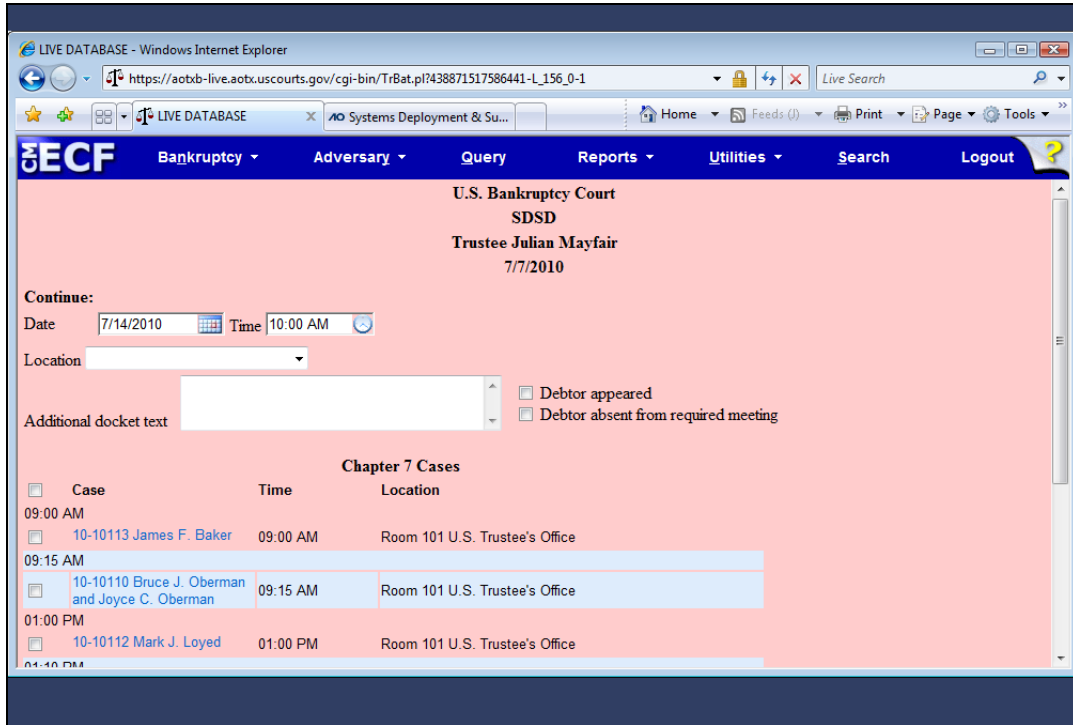 LIVE DATABASE - Windows Internet Explorer
https://aotxb-live.aotx.uscourts.gov/cgi-bin/TrBat.pl?438871517586441-L_156_0-1
Live Search
LIVE DATABASE X AO Systems Deployment & Su...
Home Feeds (J) Print Page Tools
CM ECF Bankruptcy Adversary Query Reports Utilities Search Logout ?
U.S. Bankruptcy Court
SDSD
Trustee Julian Mayfair
7/7/2010
Continue:
Date 7/14/2010 Time 10:00 AM
Location
Debtor appeared
Additional docket text Debtor absent from required meeting
Chapter 7 Cases
Case Time Location
09:00 AM
10-10113 James F. Baker 09:00 AM Room 101 U.S. Trustee's Office
09:15 AM
10-10110 Bruce J. Oberman
and Joyce C. Oberman 09:15 AM Room 101 U.S. Trustee's Office
01:00 PM
10-10112 Mark J. Loyed 01:00 PM Room 101 U.S. Trustee's Office
01:10 PM